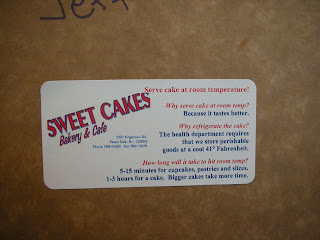 Jeff
SWEET CAKES
Bakery & Cafe
Serve cake at room temperature!
Why serve cake at room temp?
Because it tastes better.
Why refrigerate the cake?
The health department requires
that we store perishable
goods at a cool 41° Fahrenheit.
How long will it take to hit room temp?
5-15 minutes for cupcakes, pastries and slices.
1-3 hours for a cake. Bigger cakes take more time.